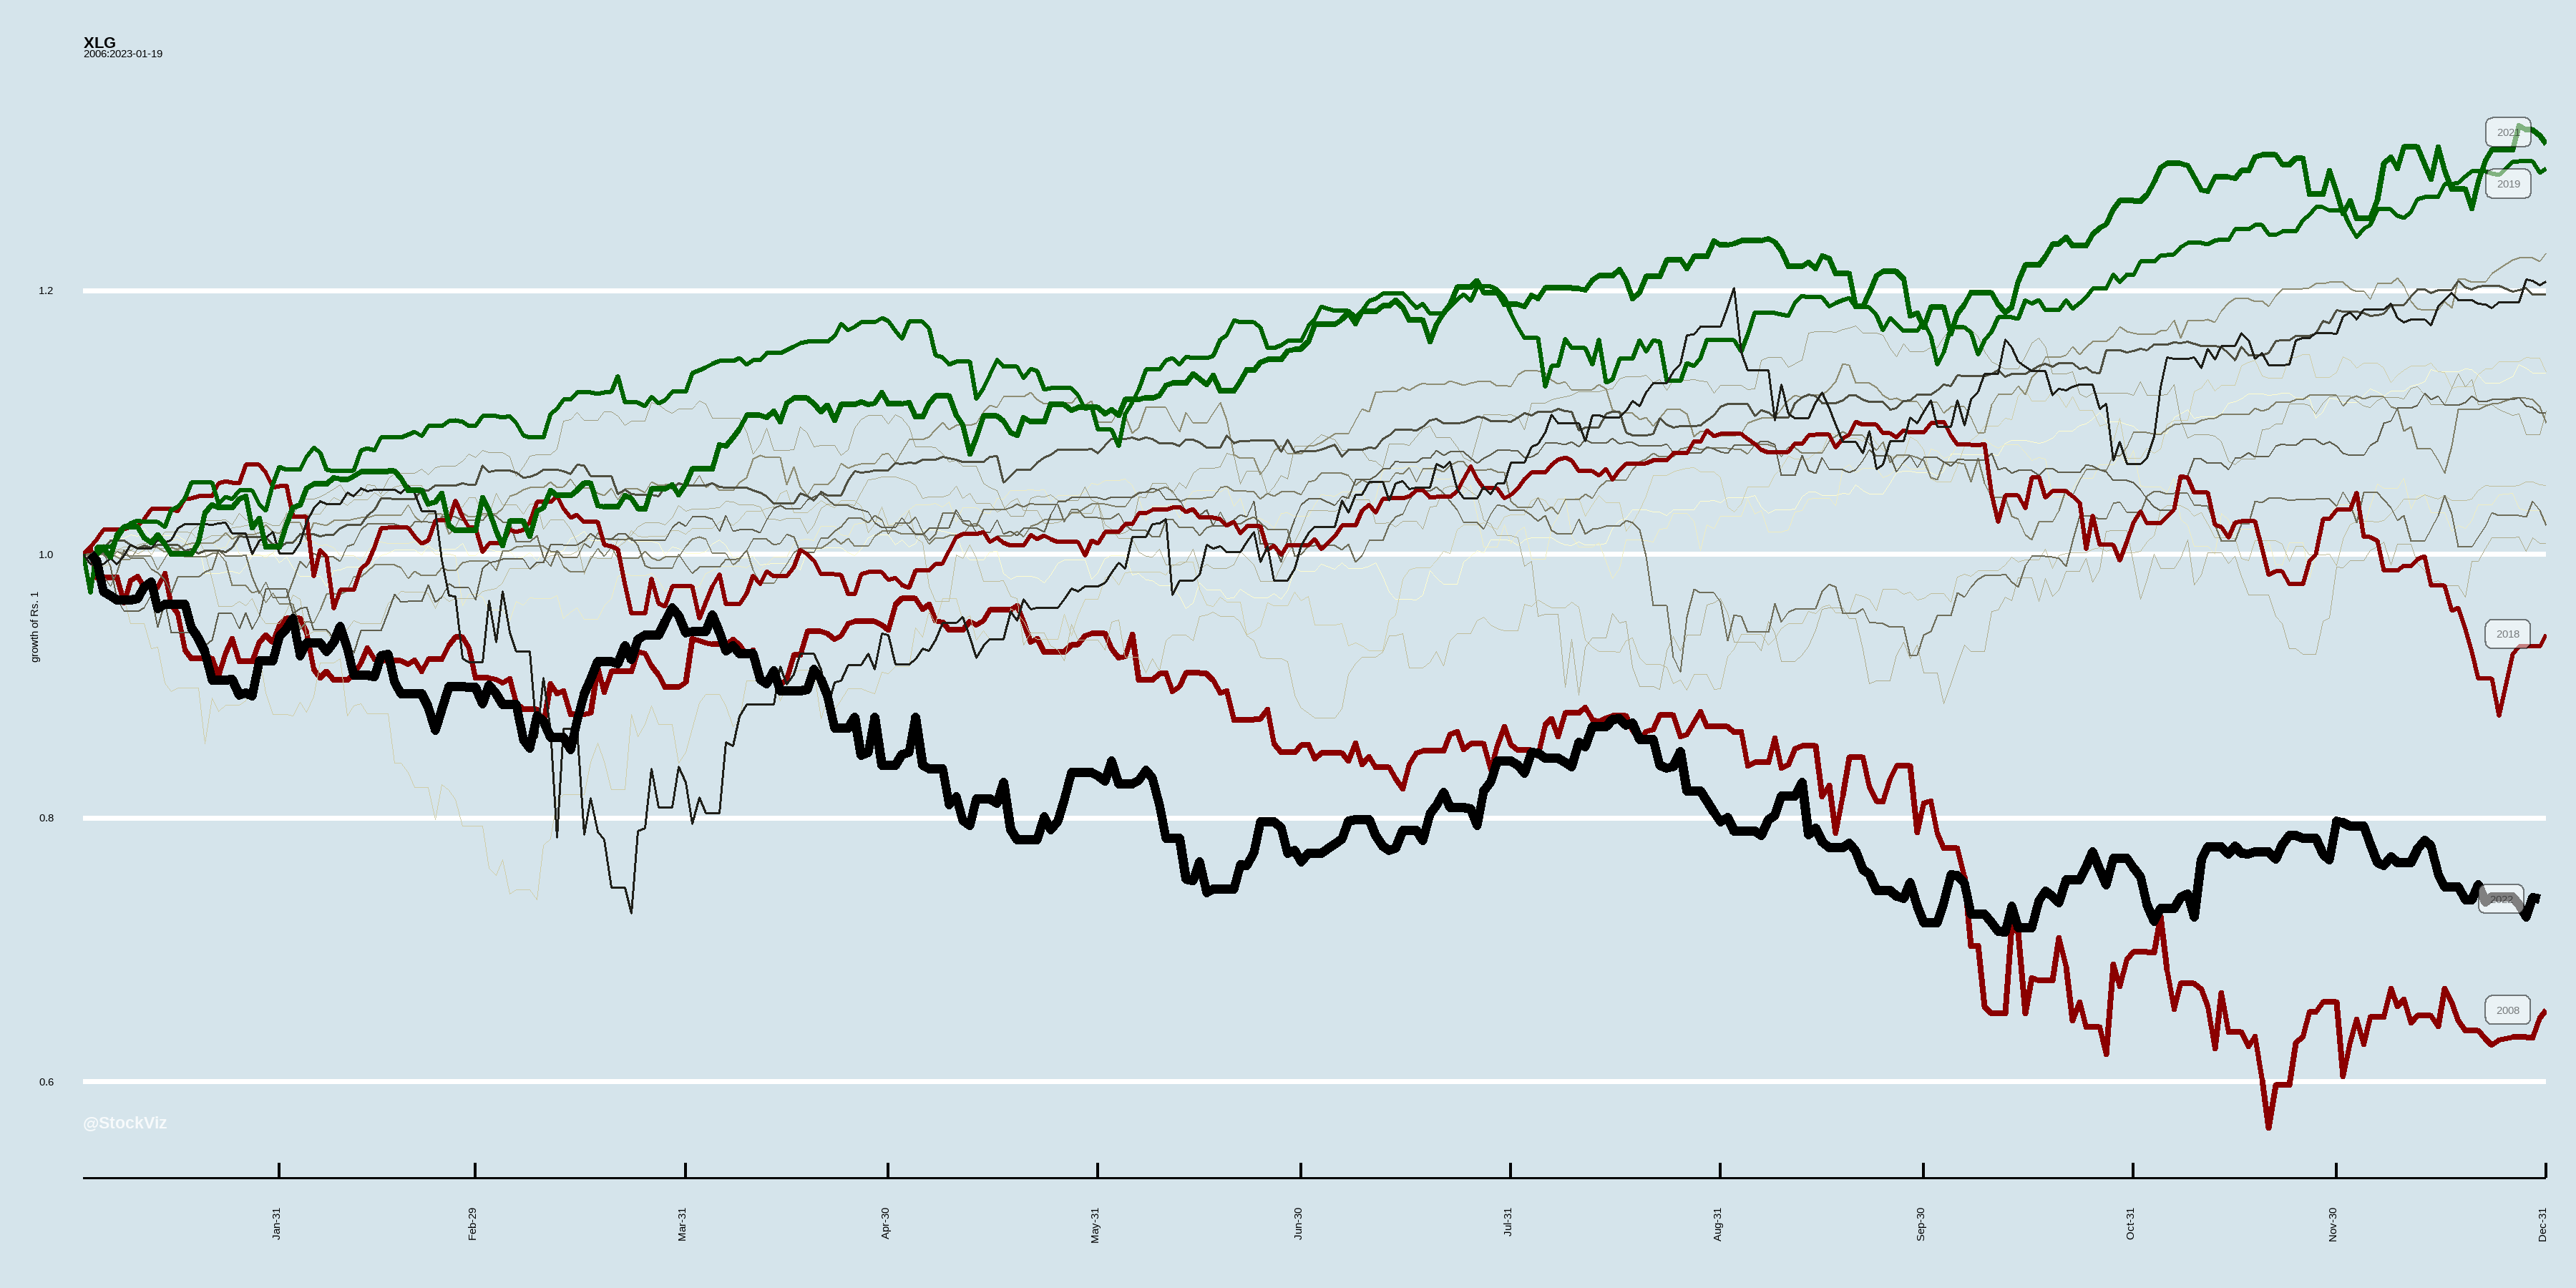 XLG
2006:2023-01-19
2021
2019
1.2
1.0
growth of Rs. 1
2018
0.8
2022
2008
0.6
@StockViz
Jan-31
Feb-29
Mar-31
Apr-30
May-31
Jun-30
Jul-31
Aug-31
Sep-30
Oct-31
Nov-30
Dec-31